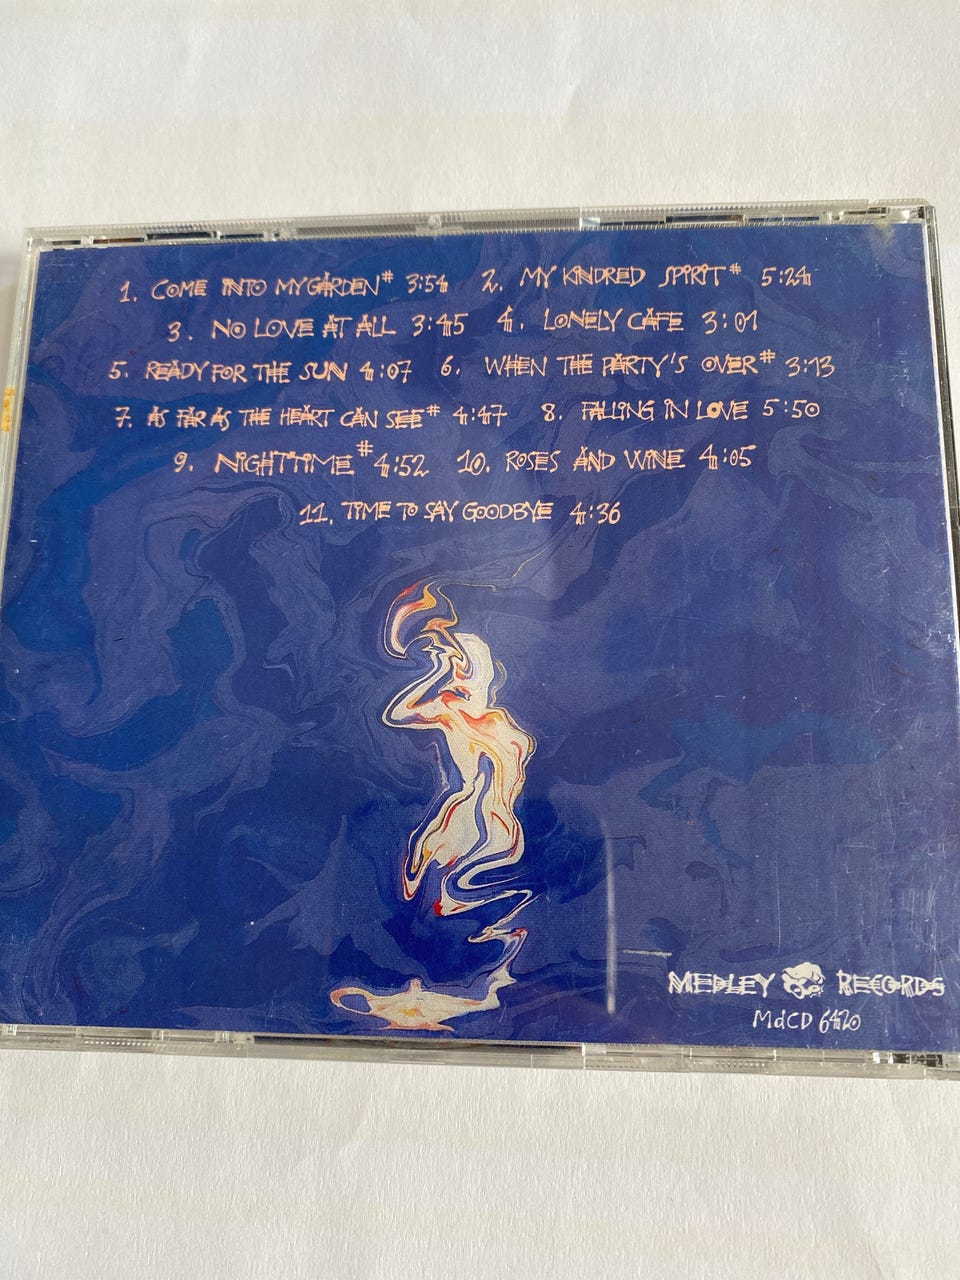 1. COME INTO MY GARDEN# 3:54 2. MY KINDRED SPIRIT# 5:24
3. NO LOVE AT ALL 3:45 4. LONELY CAFE 3:01
5. READY FOR THE SUN 4:07 6. WHEN THE PARTY'S OVER# 3:13
7. AS FAR AS THE HEART CAN SEE# 4:47 8. FALLING IN LOVE 5:50
9. NIGHTTIME# 4:52 10. ROSES AND WINE 4:05
11. TIME TO SAY GOODBYE 4:36
MEDLEY RECORDS
MdCD 6420